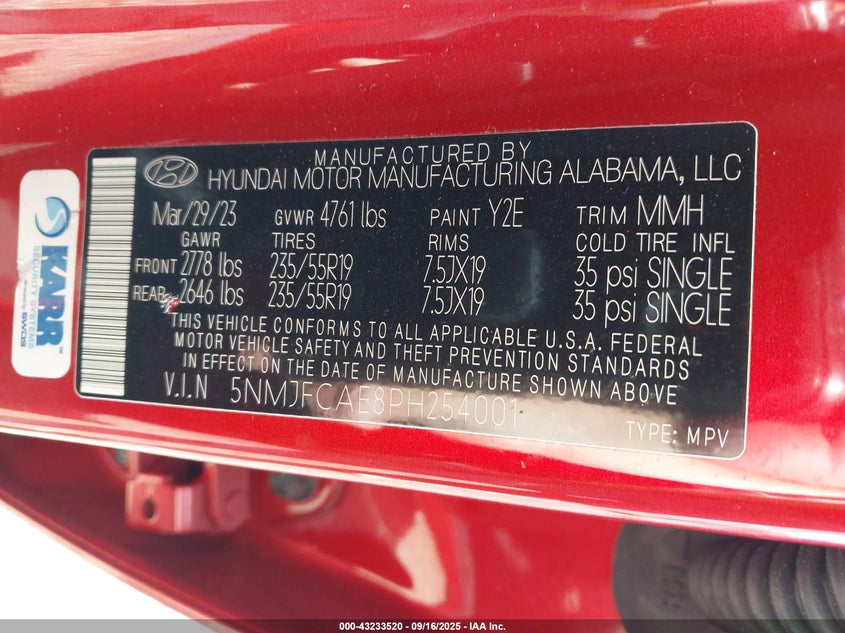 MANUFACTURED BY
HYUNDAI MOTOR MANUFACTURING ALABAMA, LLC
Mar/29/23 GVWR 4761 lbs PAINT Y2E TRIM MMH
GAWR TIRES RIMS COLD TIRE INFL
FRONT 2778 lbs 235/55R19 7.5JX19 35 psi SINGLE
REAR 2646 lbs 235/55R19 7.5JX19 35 psi SINGLE
THIS VEHICLE CONFORMS TO ALL APPLICABLE U.S.A. FEDERAL
MOTOR VEHICLE SAFETY AND THEFT PREVENTION STANDARDS
IN EFFECT ON THE DATE OF MANUFACTURE SHOWN ABOVE
V.I.N 5NMJFCAE8PH254001
TYPE: MPV
KARR™
SECURITY SYSTEMS
SWDS
000-43233520 - 09/16/2025 - IAA Inc.